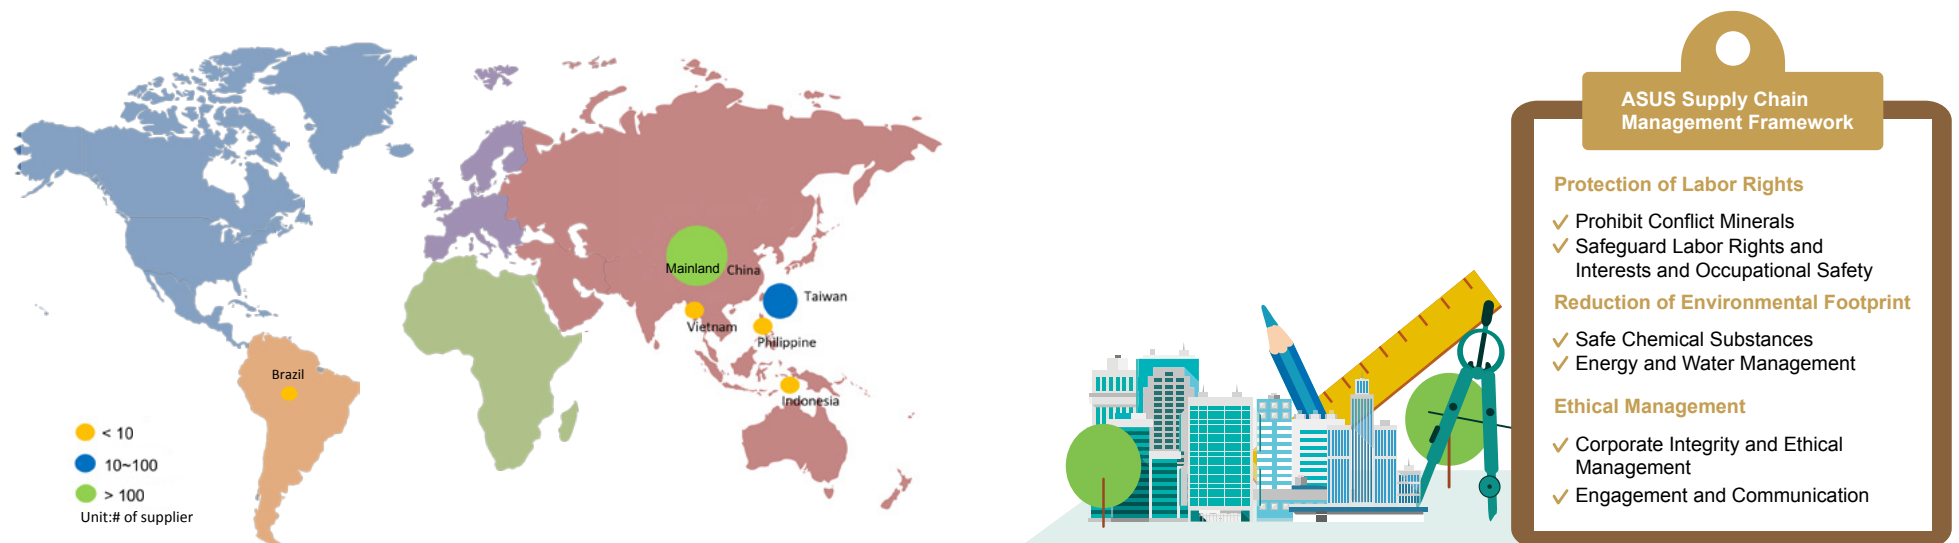 Mainland China
Taiwan
Vietnam
Philippine
Brazil
Indonesia
< 10
10~100
> 100
Unit:# of supplier
ASUS Supply Chain
Management Framework
Protection of Labor Rights
✓ Prohibit Conflict Minerals
✓ Safeguard Labor Rights and
Interests and Occupational Safety
Reduction of Environmental Footprint
✓ Safe Chemical Substances
✓ Energy and Water Management
Ethical Management
✓ Corporate Integrity and Ethical
Management
✓ Engagement and Communication